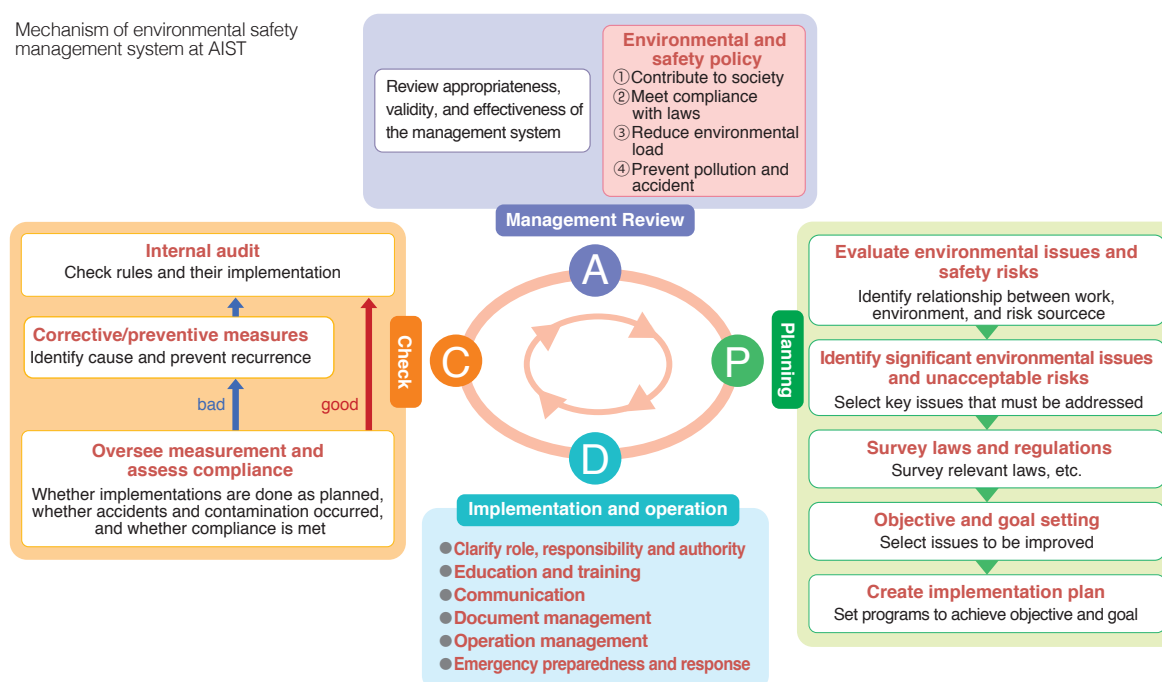 Mechanism of environmental safety
management system at AIST
Review appropriateness,
validity, and effectiveness of
the management system
Environmental and
safety policy
①Contribute to society
②Meet compliance
with laws
③Reduce environmental
load
④Prevent pollution and
accident
Management Review
A
Internal audit
Check rules and their implementation
Corrective/preventive measures
Identify cause and prevent recurrence
bad
good
Oversee measurement and
assess compliance
Whether implementations are done as planned,
whether accidents and contamination occurred,
and whether compliance is met
Check
C
P
Planning
Evaluate environmental issues and
safety risks
Identify relationship between work,
environment, and risk sourcece
Identify significant environmental issues
and unacceptable risks
Select key issues that must be addressed
Survey laws and regulations
Survey relevant laws, etc.
Objective and goal setting
Select issues to be improved
Create implementation plan
Set programs to achieve objective and goal
D
Implementation and operation
●Clarify role, responsibility and authority
●Education and training
●Communication
●Document management
●Operation management
●Emergency preparedness and response